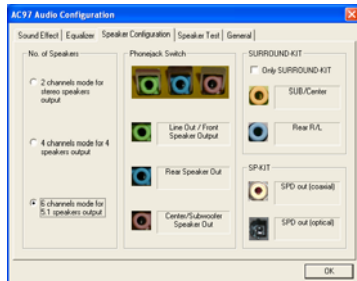 AC97 Audio Configuration
Sound Effect
Equalizer
Speaker Configuration
Speaker Test
General
No. of Speakers
2 channels mode for
stereo speakers
output
4 channels mode for 4
speakers output
6 channels mode for
5.1 speakers output
Phonejack Switch
Line Out / Front
Speaker Output
Rear Speaker Out
Center/Subwoofer
Speaker Out
SURROUND-KIT
Only SURROUND-KIT
SUB/Center
Rear R/L
SP-KIT
SPD out (coaxial)
SPD out (optical)
OK